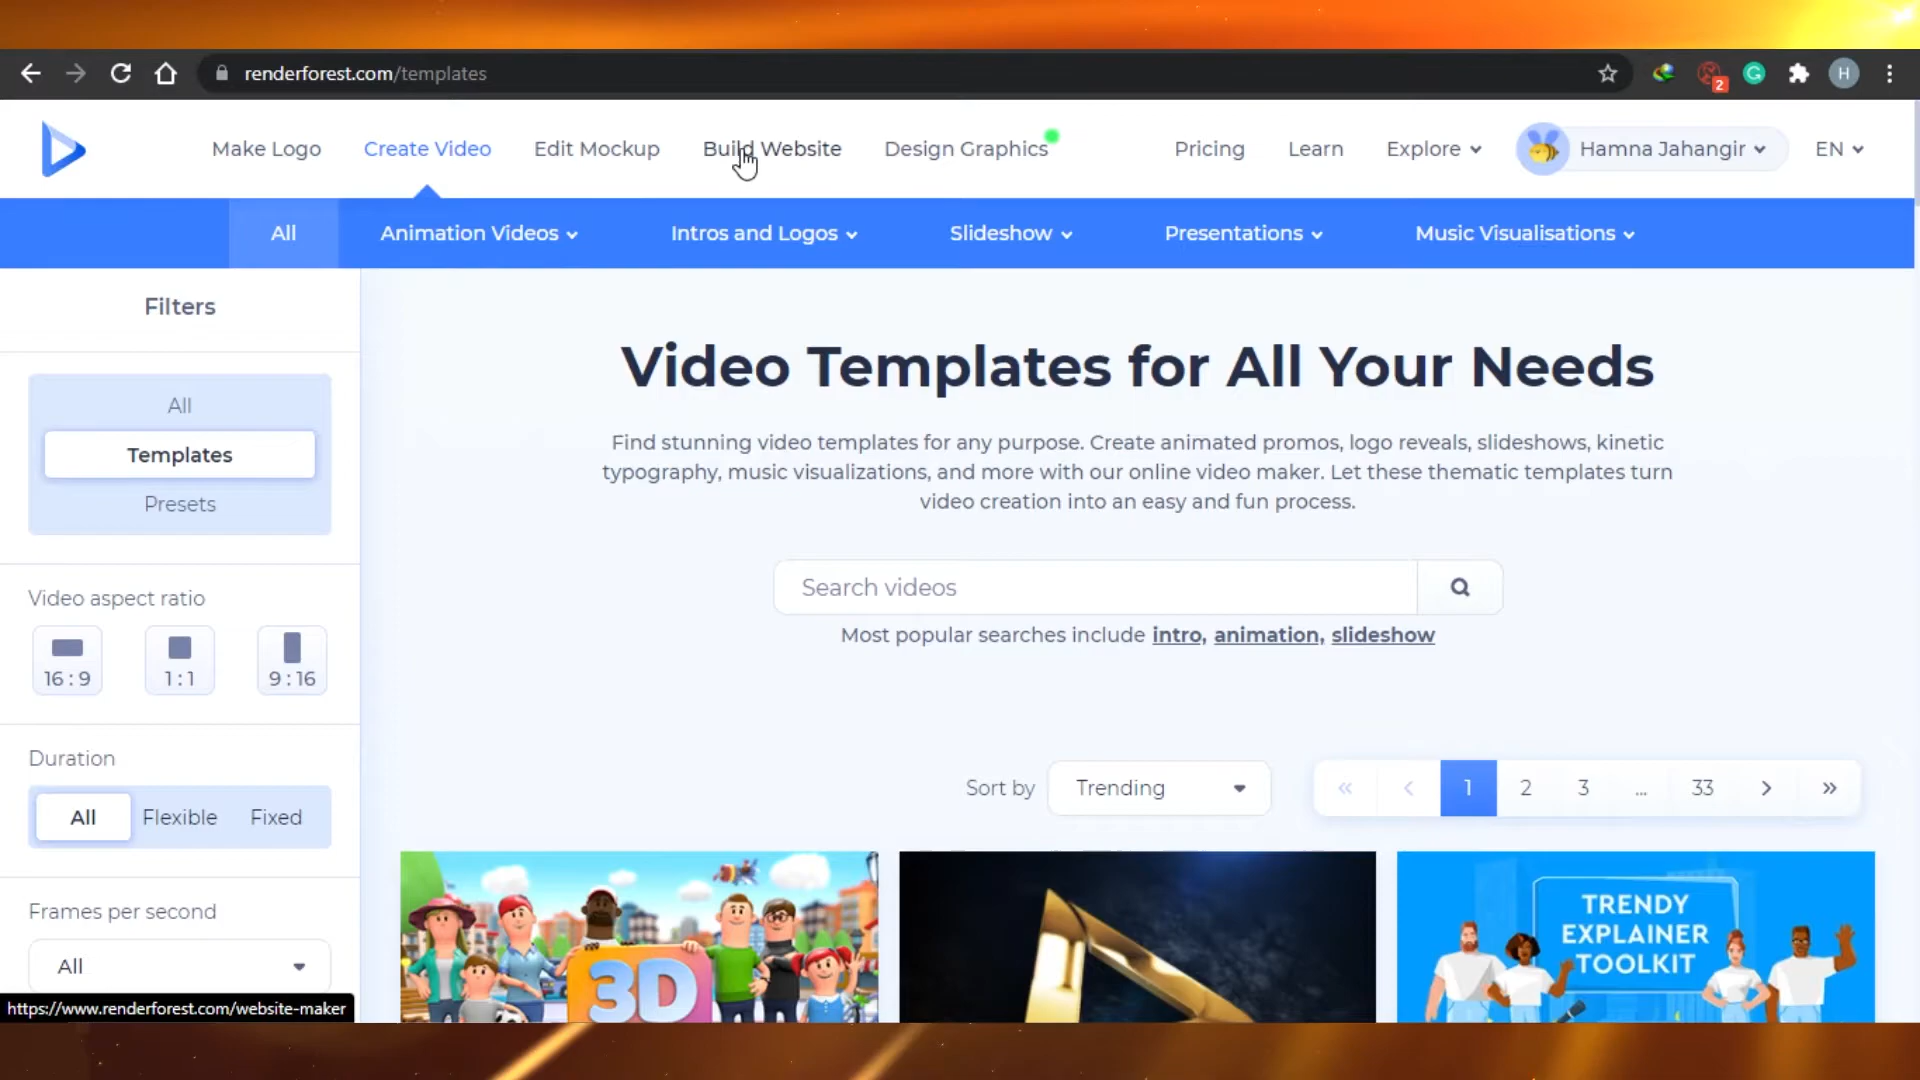 renderforest.com/templates
2
H
Make Logo
Create Video
Edit Mockup
Build Website
Design Graphics
Pricing
Learn
Explore
Hamna Jahangir
EN
All
Animation Videos
Intros and Logos
Slideshow
Presentations
Music Visualisations
Filters
All
Templates
Presets
Video aspect ratio
16 : 9
1 : 1
9 : 16
Duration
All
Flexible
Fixed
Frames per second
All
https://www.renderforest.com/website-maker
Video Templates for All Your Needs
Find stunning video templates for any purpose. Create animated promos, logo reveals, slideshows, kinetic
typography, music visualizations, and more with our online video maker. Let these thematic templates turn
video creation into an easy and fun process.
Search videos
Most popular searches include intro, animation, slideshow
Sort by
Trending
« ‹ 1 2 3 ... 33 › »
3D
TRENDY
EXPLAINER
TOOLKIT